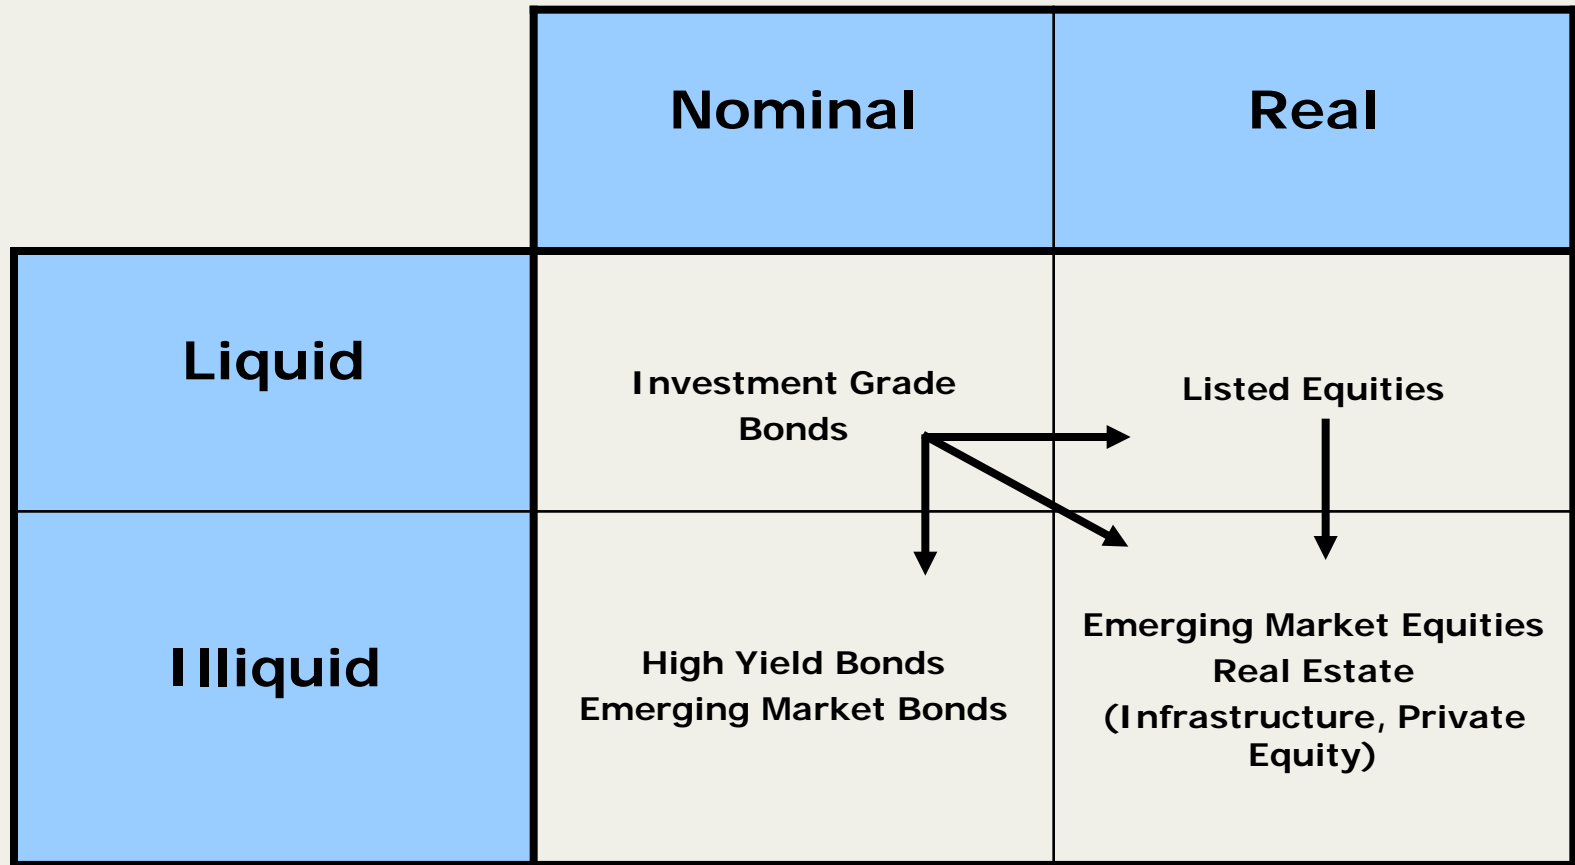 Nominal
Real
Liquid
Investment Grade
Bonds
Listed Equities
Illiquid
High Yield Bonds
Emerging Market Bonds
Emerging Market Equities
Real Estate
(Infrastructure, Private
Equity)